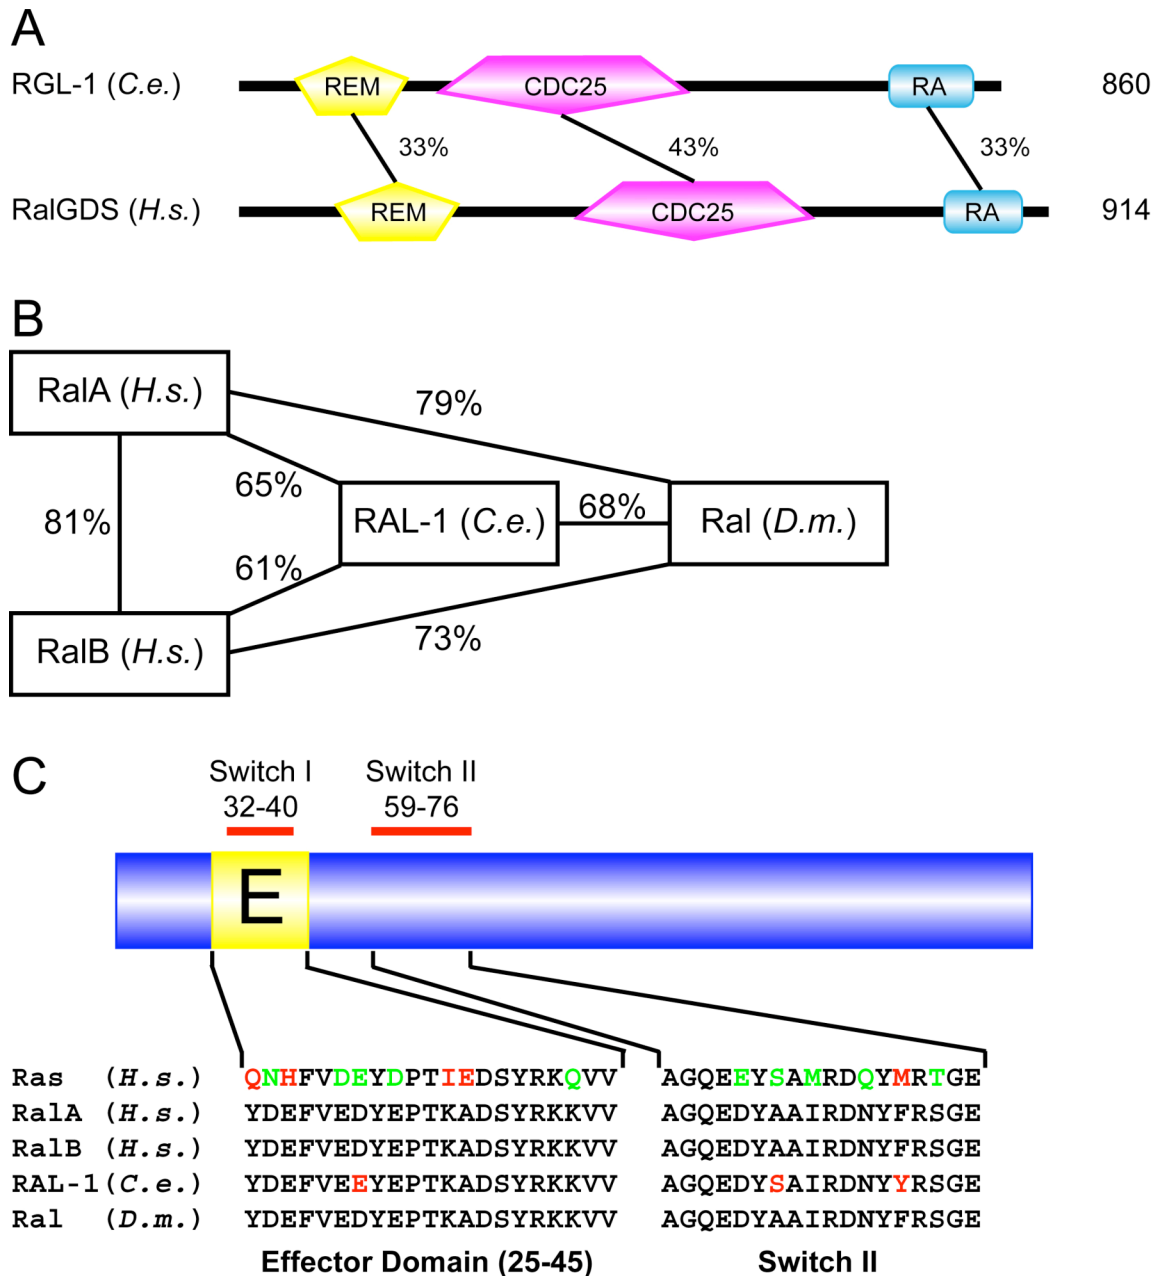 A
RGL-1 (C.e.) REM CDC25 RA 860
33% 43% 33%
RalGDS (H.s.) REM CDC25 RA 914
B
RalA (H.s.)
79%
65%
81% RAL-1 (C.e.) 68% Ral (D.m.)
61%
RalB (H.s.) 73%
C
Switch I Switch II
32-40 59-76
E
Ras (H.s.) QNHFVDEYDPTIEDSYRKQVV AGQEEYSAMRDQYMRTGE
RalA (H.s.) YDEFVEDYEPTKADSYRKKVV AGQEDYAAIRDNYFRSGE
RalB (H.s.) YDEFVEDYEPTKADSYRKKVV AGQEDYAAIRDNYFRSGE
RAL-1 (C.e.) YDEFVEEYEPTKADSYRKKVV AGQEDYSAIRDNYYRSGE
Ral (D.m.) YDEFVEDYEPTKADSYRKKVV AGQEDYAAIRDNYFRSGE
Effector Domain (25-45) Switch II